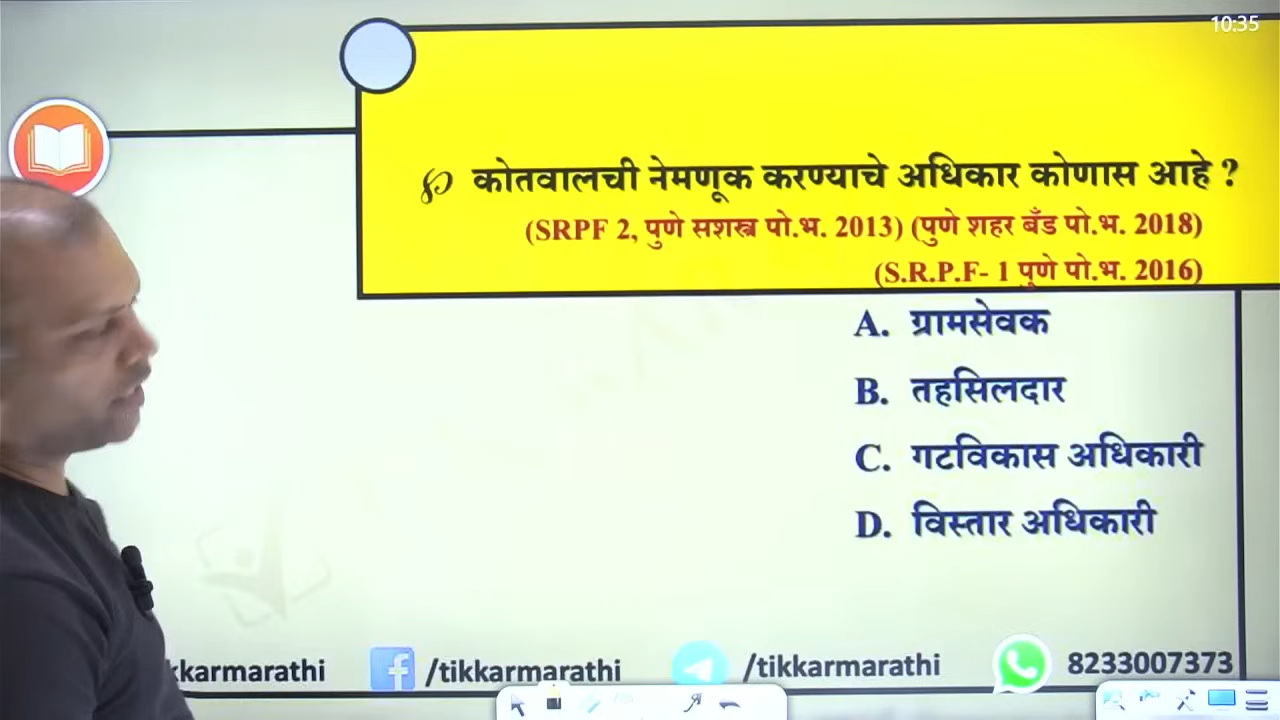 10:35
कोतवालची नेमणूक करण्याचे अधिकार कोणास आहे ?
(SRPF 2, पुणे सशस्त्र पो.भ. 2013) (पुणे शहर बँड पो.भ. 2018)
(S.R.P.F- 1 पुणे पो.भ. 2016)
A. ग्रामसेवक
B. तहसिलदार
C. गटविकास अधिकारी
D. विस्तार अधिकारी
kkarmarathi /tikkarmarathi /tikkarmarathi 8233007373